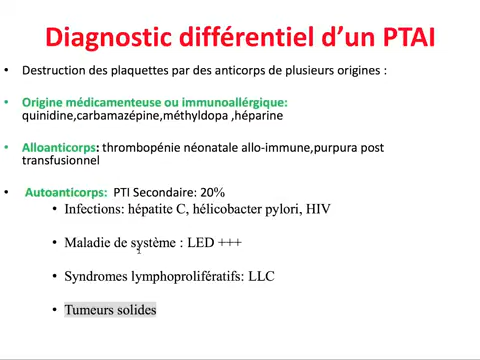 Diagnostic différentiel d’un PTAI
• Destruction des plaquettes par des anticorps de plusieurs origines :
• Origine médicamenteuse ou immunoallérgique:
quinidine,carbamazépine,méthyldopa ,héparine
• Alloanticorps: thrombopénie néonatale allo-immune,purpura post
transfusionnel
• Autoanticorps: PTI Secondaire: 20%
• Infections: hépatite C, hélicobacter pylori, HIV
• Maladie de système : LED +++
• Syndromes lymphoprolifératifs: LLC
• Tumeurs solides